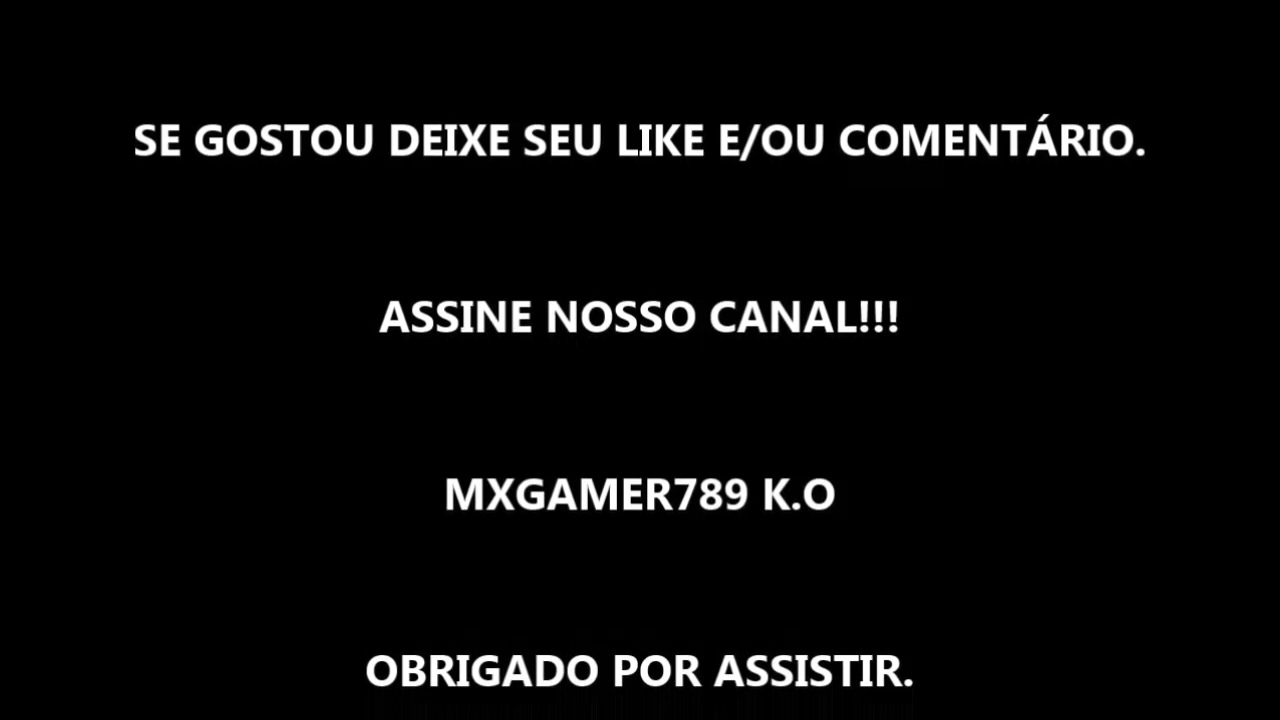 SE GOSTOU DEIXE SEU LIKE E/OU COMENTÁRIO.
ASSINE NOSSO CANAL!!!
MXGAMER789 K.O
OBRIGADO POR ASSISTIR.